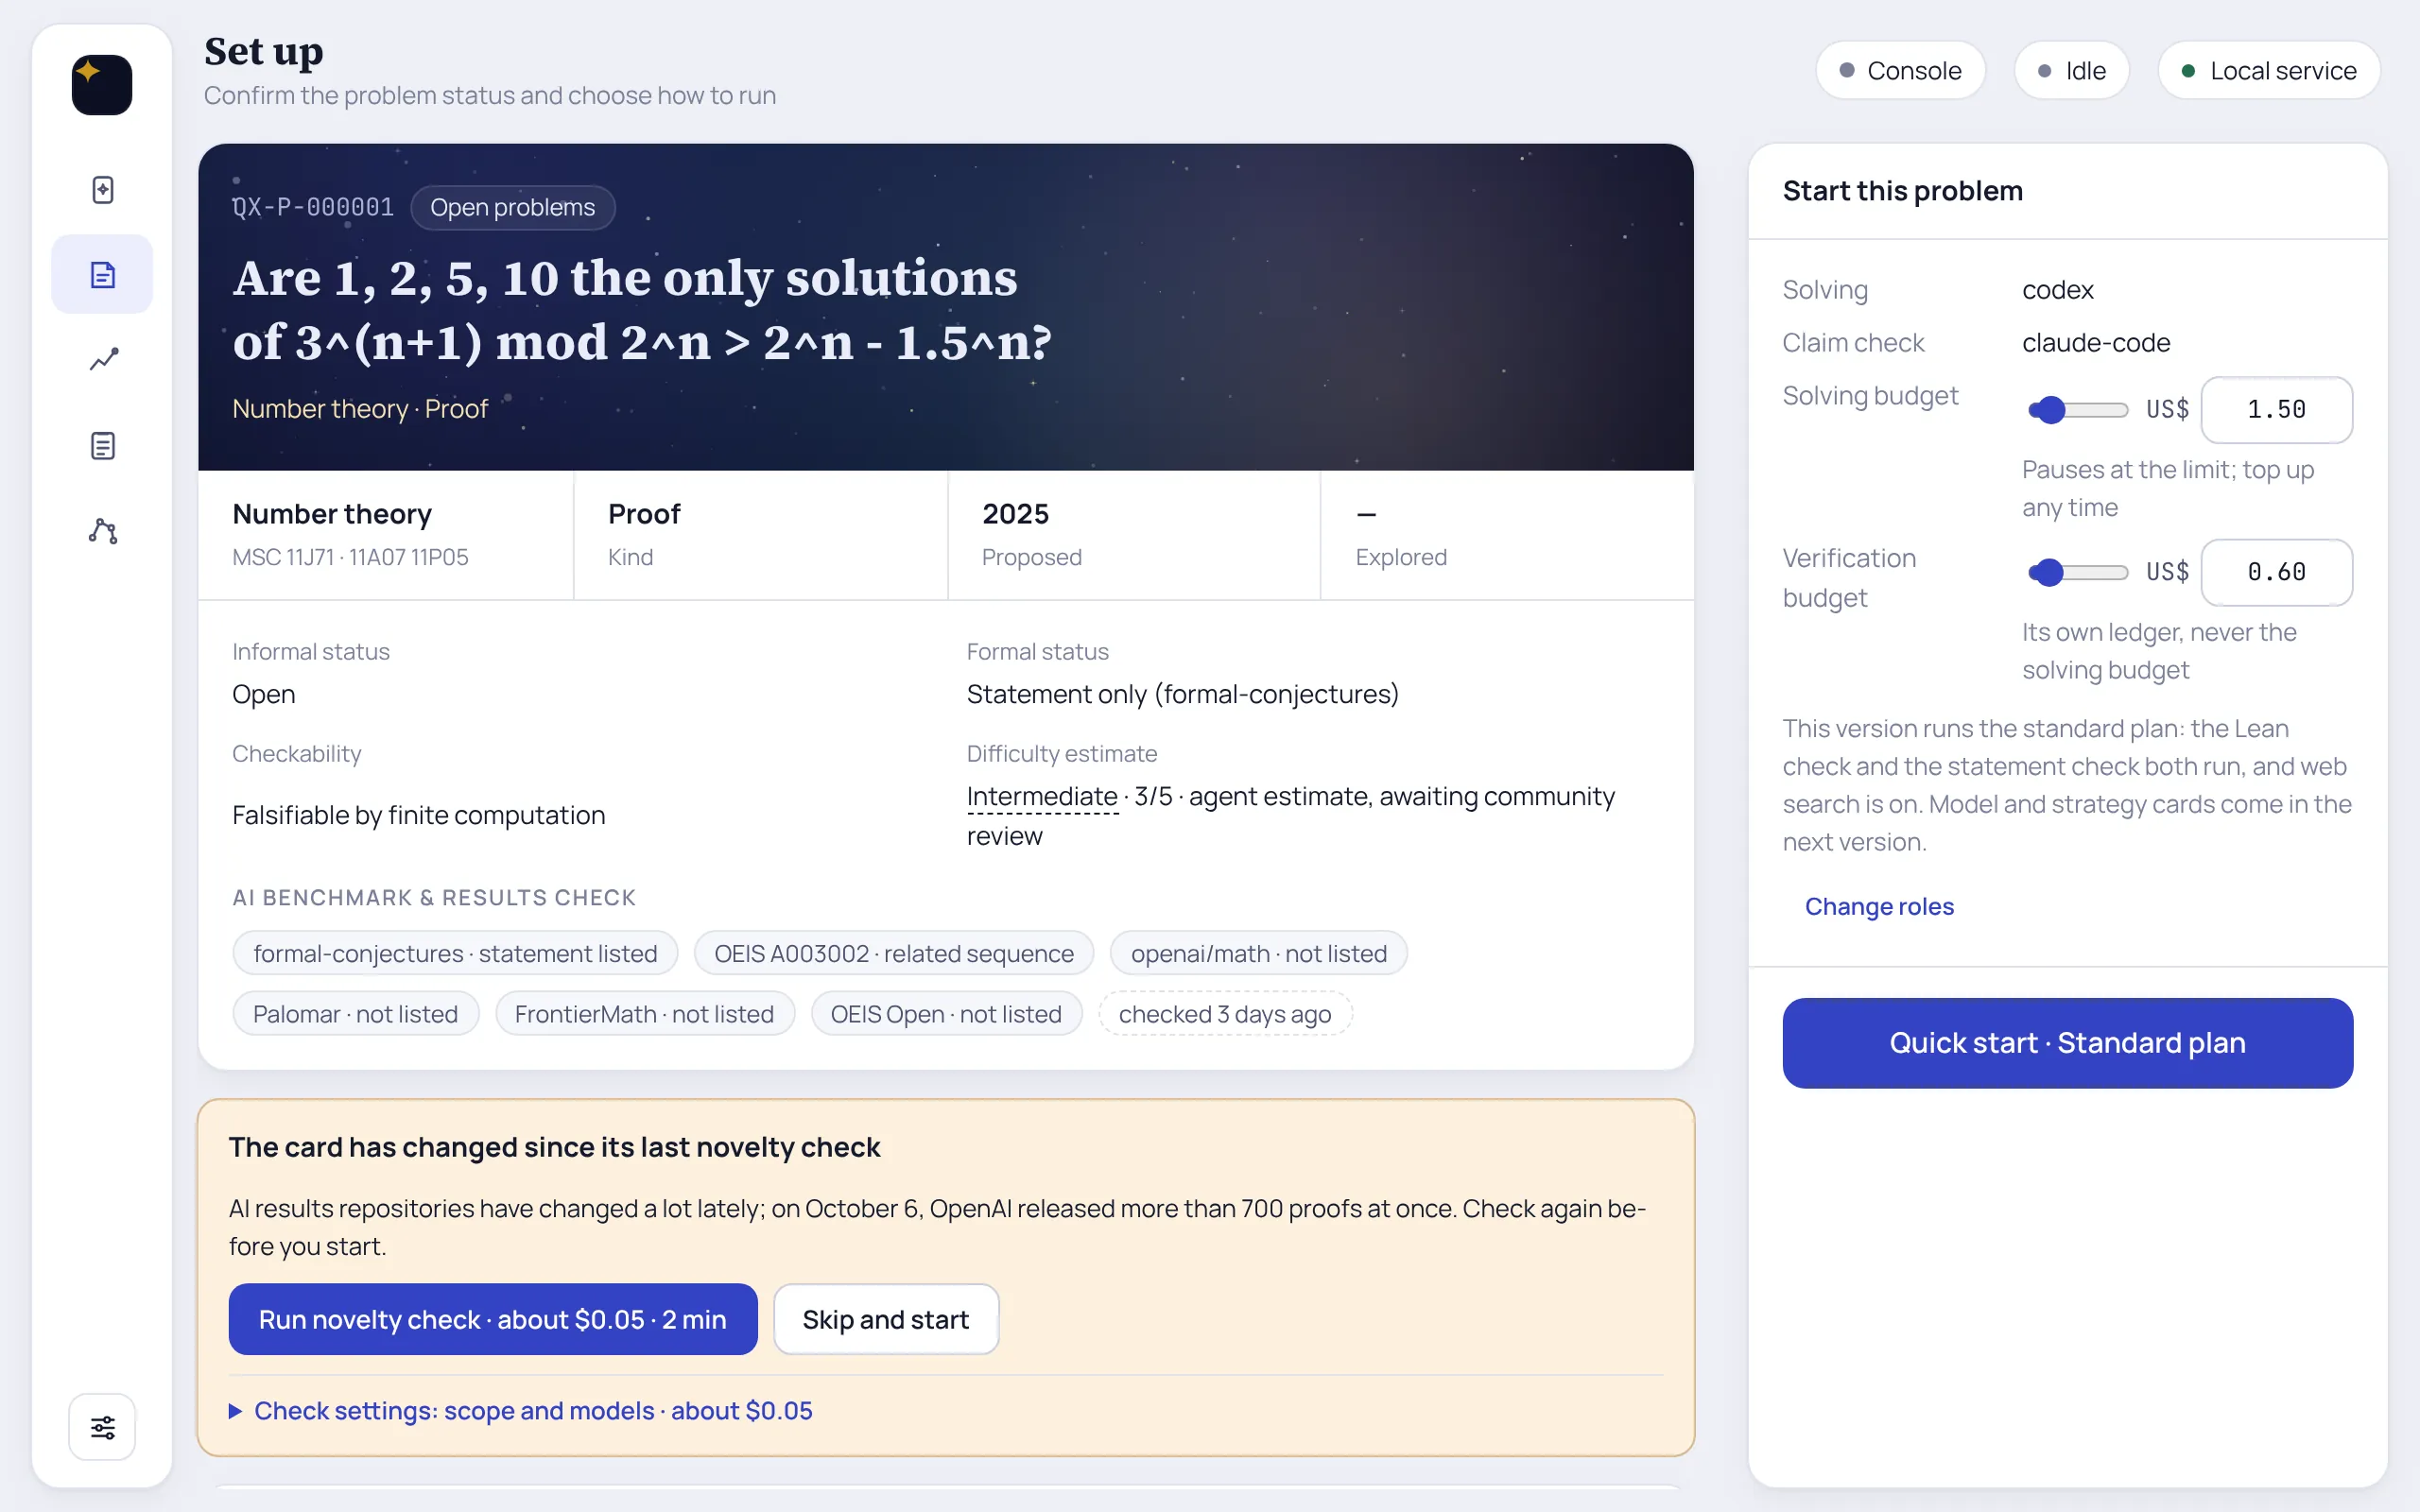 Set up
Confirm the problem status and choose how to run
Console
Idle
Local service
QX-P-000001
Open problems
Are 1, 2, 5, 10 the only solutions
of 3^(n+1) mod 2^n > 2^n - 1.5^n?
Number theory · Proof
Number theory
MSC 11J71 · 11A07 11P05
Proof
Kind
2025
Proposed
—
Explored
Informal status
Open
Formal status
Statement only (formal-conjectures)
Checkability
Falsifiable by finite computation
Difficulty estimate
Intermediate · 3/5 · agent estimate, awaiting community
review
AI BENCHMARK & RESULTS CHECK
formal-conjectures · statement listed
OEIS A003002 · related sequence
openai/math · not listed
Palomar · not listed
FrontierMath · not listed
OEIS Open · not listed
checked 3 days ago
The card has changed since its last novelty check
AI results repositories have changed a lot lately; on October 6, OpenAI released more than 700 proofs at once. Check again be-
fore you start.
Run novelty check · about $0.05 · 2 min
Skip and start
Check settings: scope and models · about $0.05
Start this problem
Solving
codex
Claim check
claude-code
Solving budget
US$ 1.50
Pauses at the limit; top up
any time
Verification
budget
US$ 0.60
Its own ledger, never the
solving budget
This version runs the standard plan: the Lean
check and the statement check both run, and web
search is on. Model and strategy cards come in the
next version.
Change roles
Quick start · Standard plan